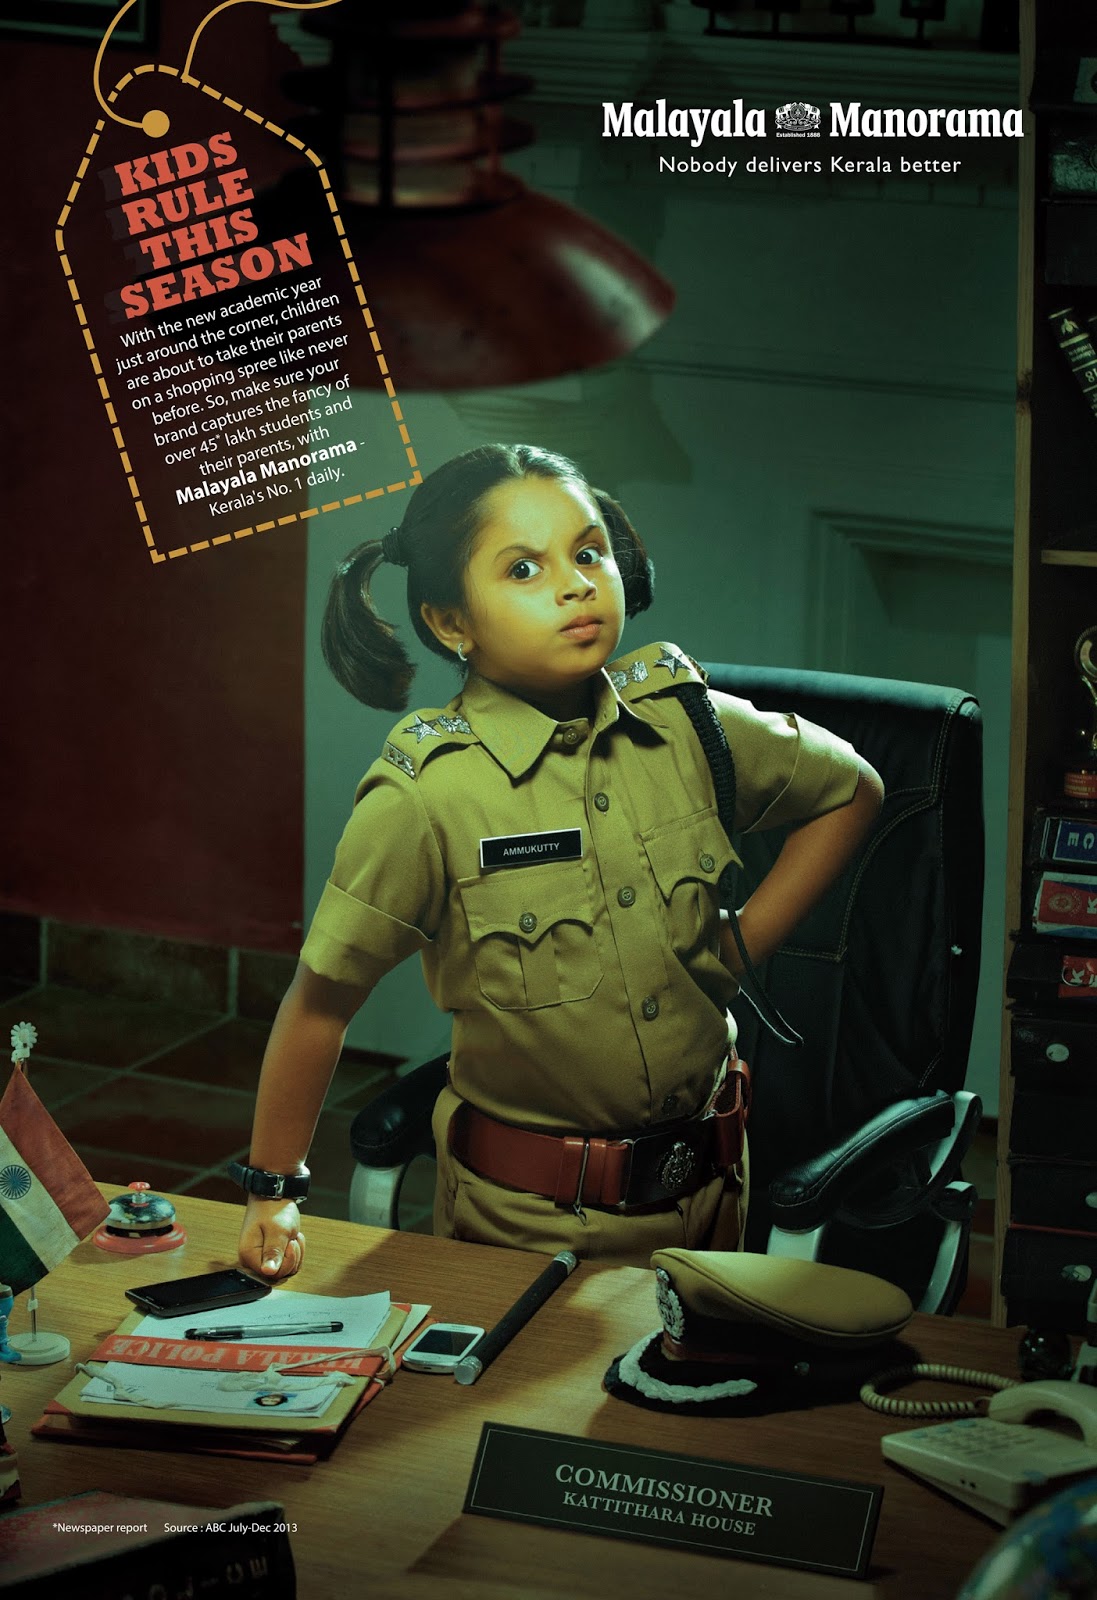 KIDS
RULE
THIS
SEASON
With the new academic year
just around the corner, children
are about to take their parents
on a shopping spree like never
before. So, make sure your
brand captures the fancy of
over 45* lakh students and
their parents, with
Malayala Manorama -
Kerala's No. 1 daily.
Malayala Manorama
Established 1888
Nobody delivers Kerala better
AMMUKUTTY
KERALA POLICE
COMMISSIONER
KATTITHARA HOUSE
*Newspaper report Source : ABC July-Dec 2013